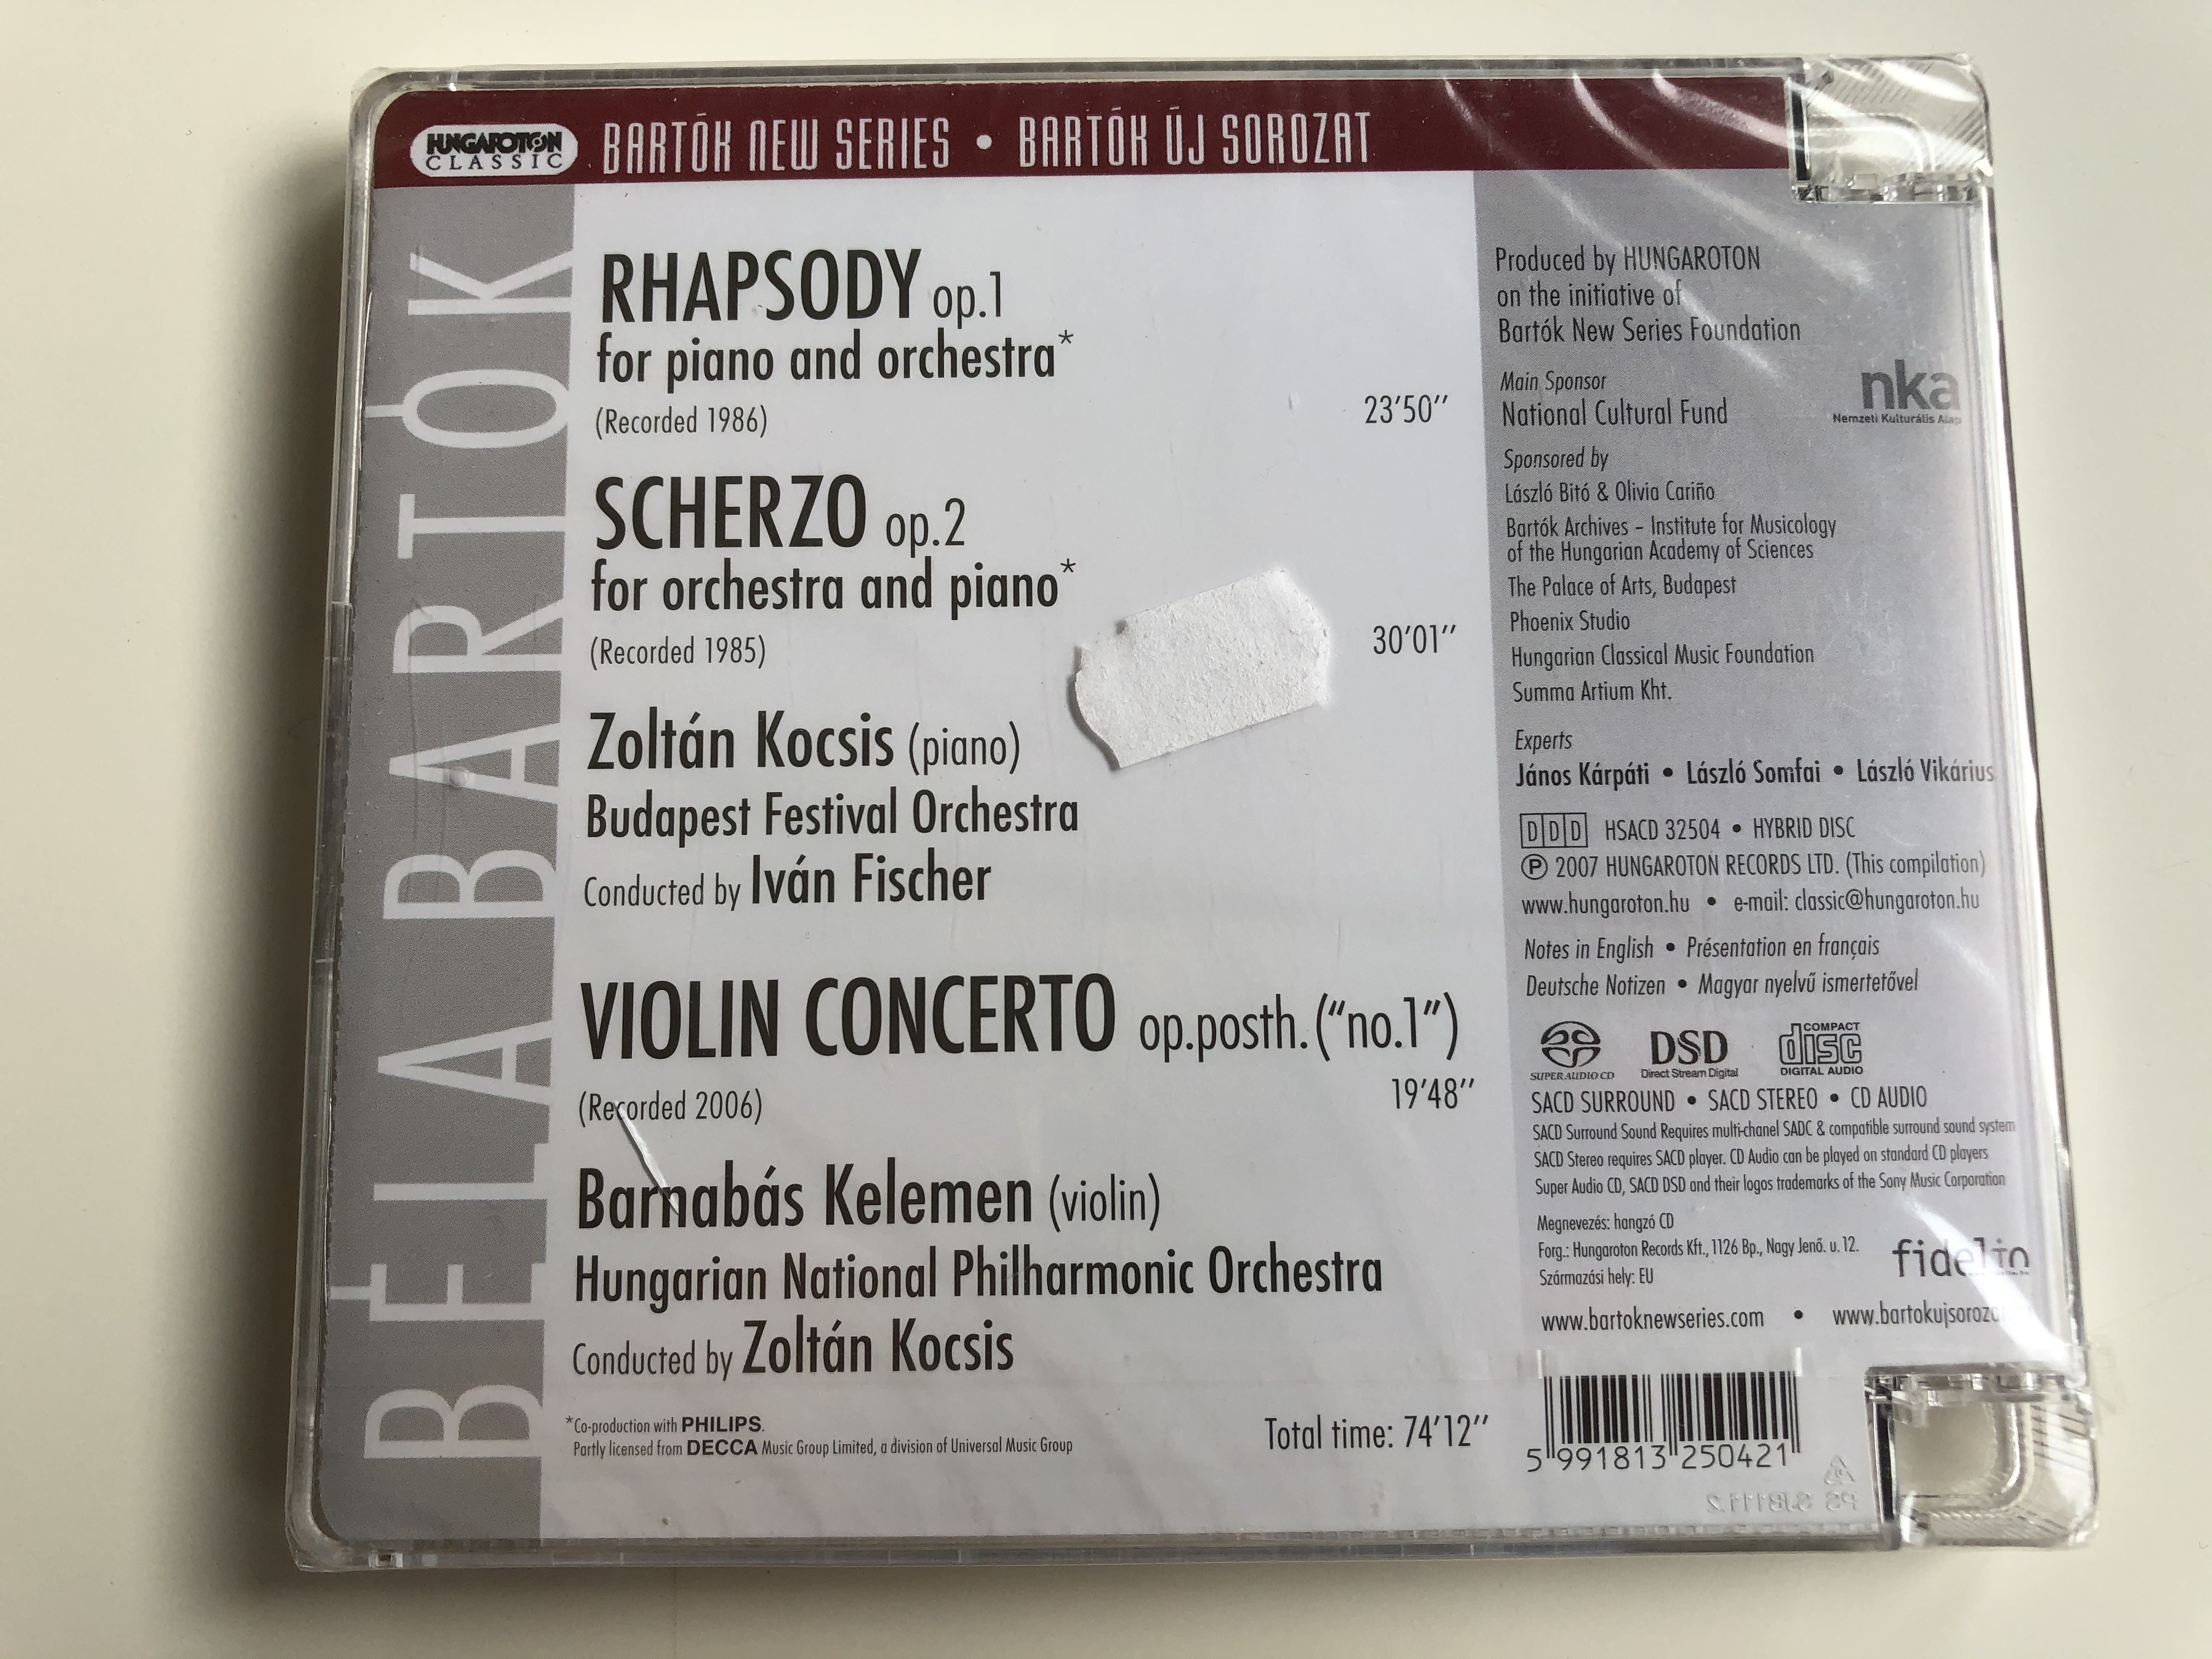 HUNGAROTON
CLASSIC
BARTÓK NEW SERIES • BARTÓK ÚJ SOROZAT
BÉLA BARTÓK
RHAPSODY op.1
for piano and orchestra*
(Recorded 1986)
23'50''
SCHERZO op.2
for orchestra and piano*
(Recorded 1985)
30'01''
Zoltán Kocsis (piano)
Budapest Festival Orchestra
Conducted by Iván Fischer
VIOLIN CONCERTO op.posth. ("no.1")
(Recorded 2006)
19'48''
Barnabás Kelemen (violin)
Hungarian National Philharmonic Orchestra
Conducted by Zoltán Kocsis
*Co-production with PHILIPS.
Partly licensed from DECCA Music Group Limited, a division of Universal Music Group
Total time: 74'12''
Produced by HUNGAROTON
on the initiative of
Bartók New Series Foundation
Main Sponsor
National Cultural Fund
nka
Nemzeti Kulturális Alap
Sponsored by
László Bitó & Olivia Cariño
Bartók Archives – Institute for Musicology
of the Hungarian Academy of Sciences
The Palace of Arts, Budapest
Phoenix Studio
Hungarian Classical Music Foundation
Summa Artium Kht.
Experts
János Kárpáti • László Somfai • László Vikárius
DDD HSACD 32504 • HYBRID DISC
℗ 2007 HUNGAROTON RECORDS LTD. (This compilation)
www.hungaroton.hu • e-mail: classic@hungaroton.hu
Notes in English • Présentation en français
Deutsche Notizen • Magyar nyelvű ismertetővel
SUPER AUDIO CD
DSD
Direct Stream Digital
COMPACT
disc
DIGITAL AUDIO
SACD SURROUND • SACD STEREO • CD AUDIO
SACD Surround Sound Requires multi-chanel SADC & compatible surround sound system
SACD Stereo requires SACD player. CD Audio can be played on standard CD players
Super Audio CD, SACD DSD and their logos trademarks of the Sony Music Corporation
Megnevezés: hangzó CD
Forg.: Hungaroton Records Kft., 1126 Bp., Nagy Jenő. u. 12.
Származási hely: EU
fidelio
www.bartoknewseries.com •
5 991813 250421